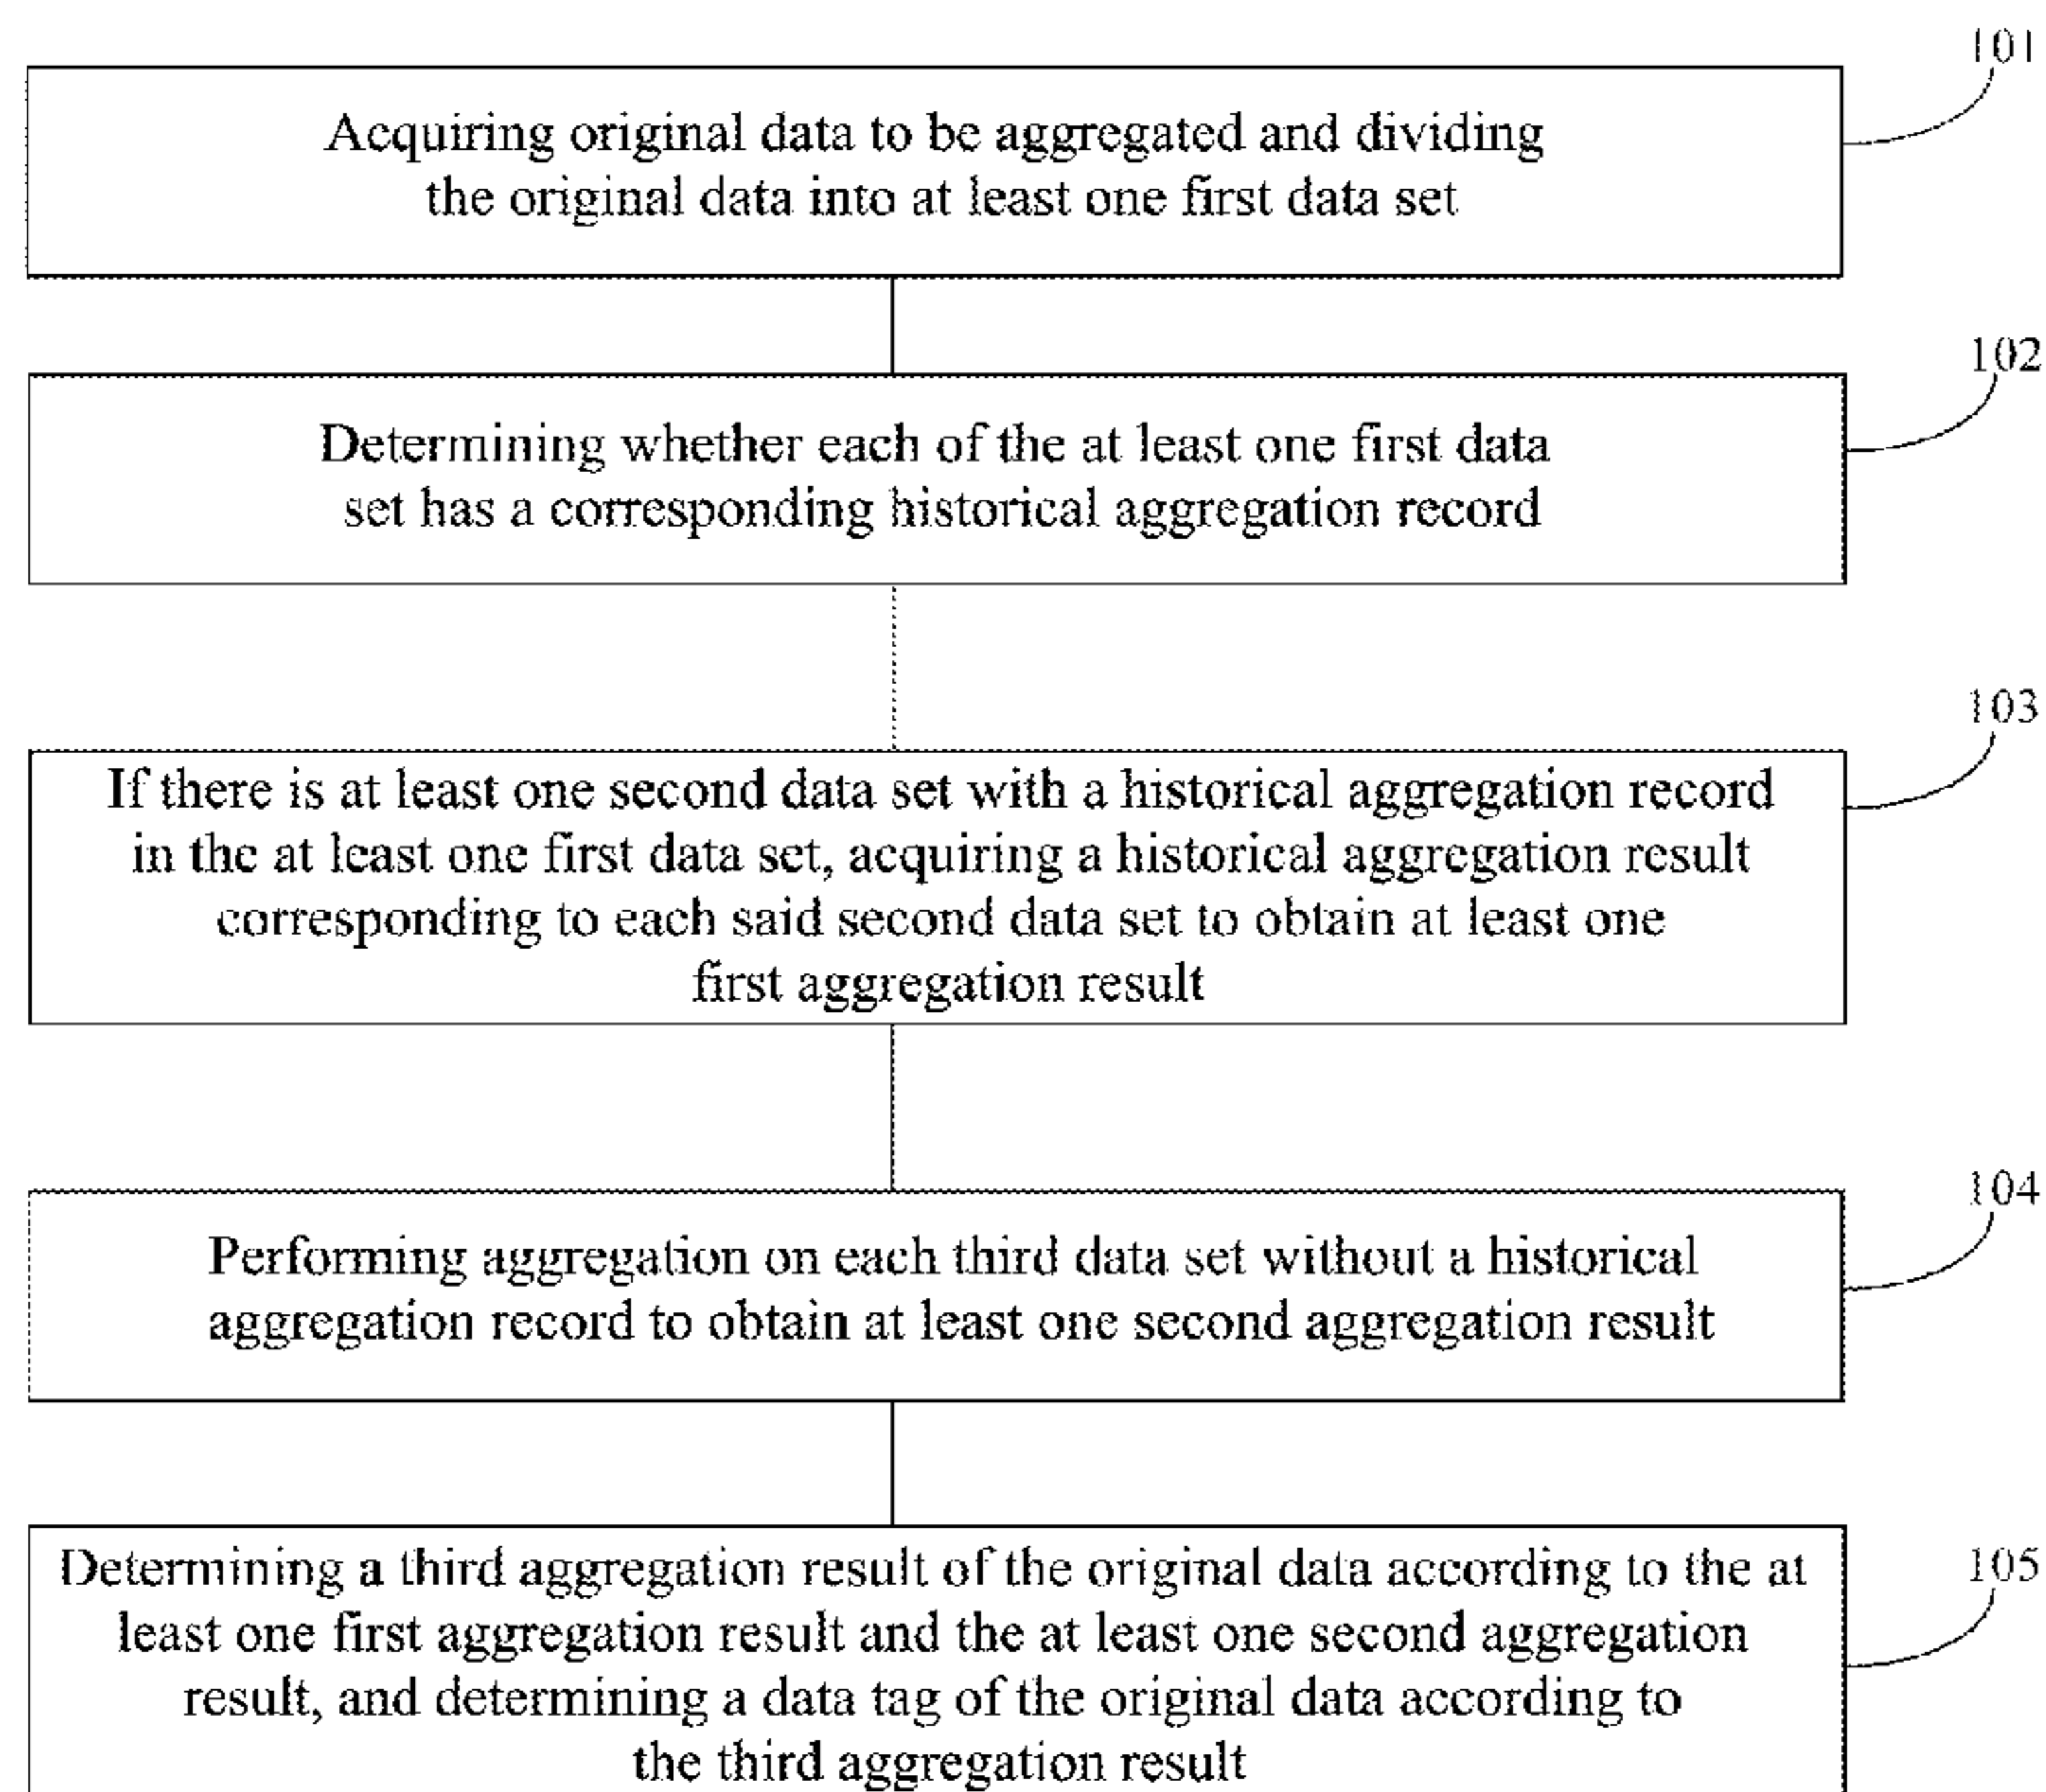 101
Acquiring original data to be aggregated and dividing
the original data into at least one first data set
102
Determining whether each of the at least one first data
set has a corresponding historical aggregation record
103
If there is at least one second data set with a historical aggregation record
in the at least one first data set, acquiring a historical aggregation result
corresponding to each said second data set to obtain at least one
first aggregation result
104
Performing aggregation on each third data set without a historical
aggregation record to obtain at least one second aggregation result
105
Determining a third aggregation result of the original data according to the at
least one first aggregation result and the at least one second aggregation
result, and determining a data tag of the original data according to
the third aggregation result